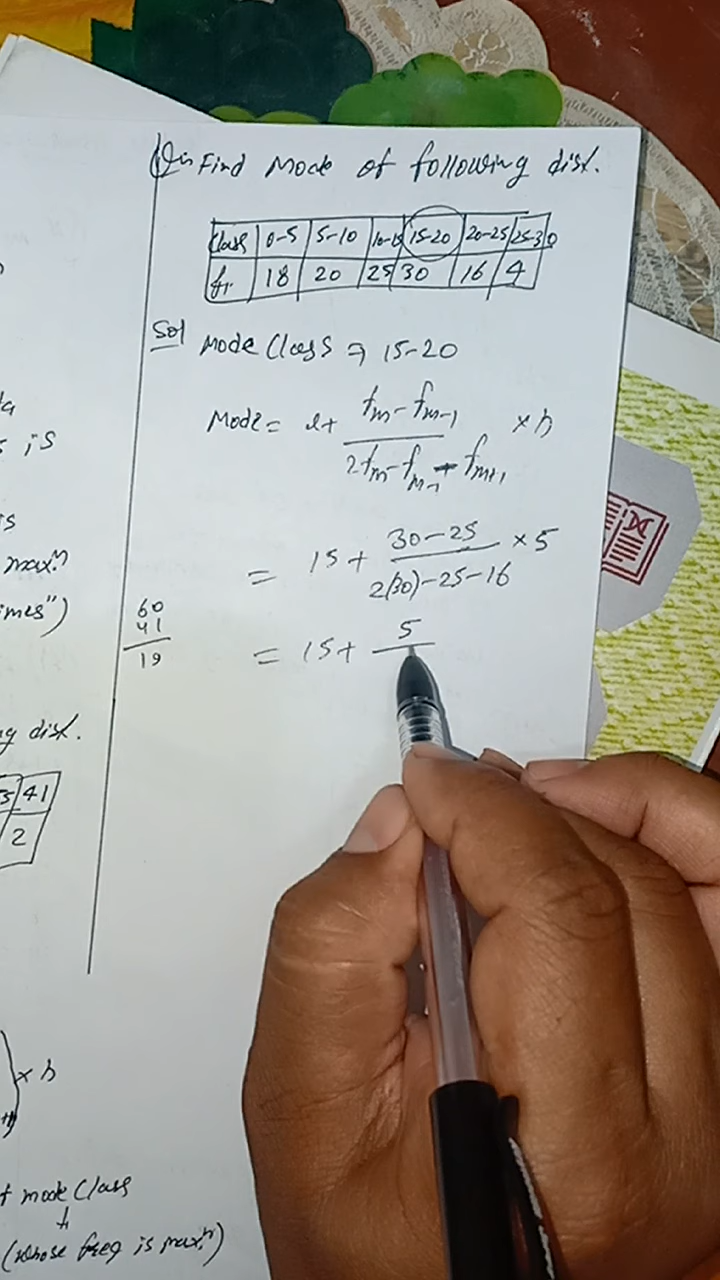 Qus Find Mode of following dist.
Class 0-5 5-10 10-15 15-20 20-25 25-30
fr. 18 20 25 30 16 4
Sol Mode Class ⇒ 15-20
Mode = l + (fm - fm-1) / (2fm - fm-1 - fm+1) × h
= 15 + (30-25) / (2(30)-25-16) × 5
60
41
19
= 15 + 5
is
max.m
imes")
g dist.
41
2
× h
f mode Class
(whose freq is max.m)